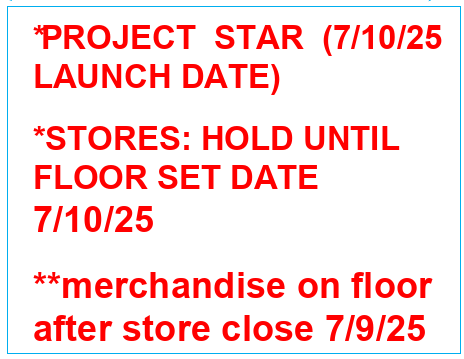 *PROJECT STAR (7/10/25
LAUNCH DATE)
*STORES: HOLD UNTIL
FLOOR SET DATE
7/10/25
**merchandise on floor
after store close 7/9/25